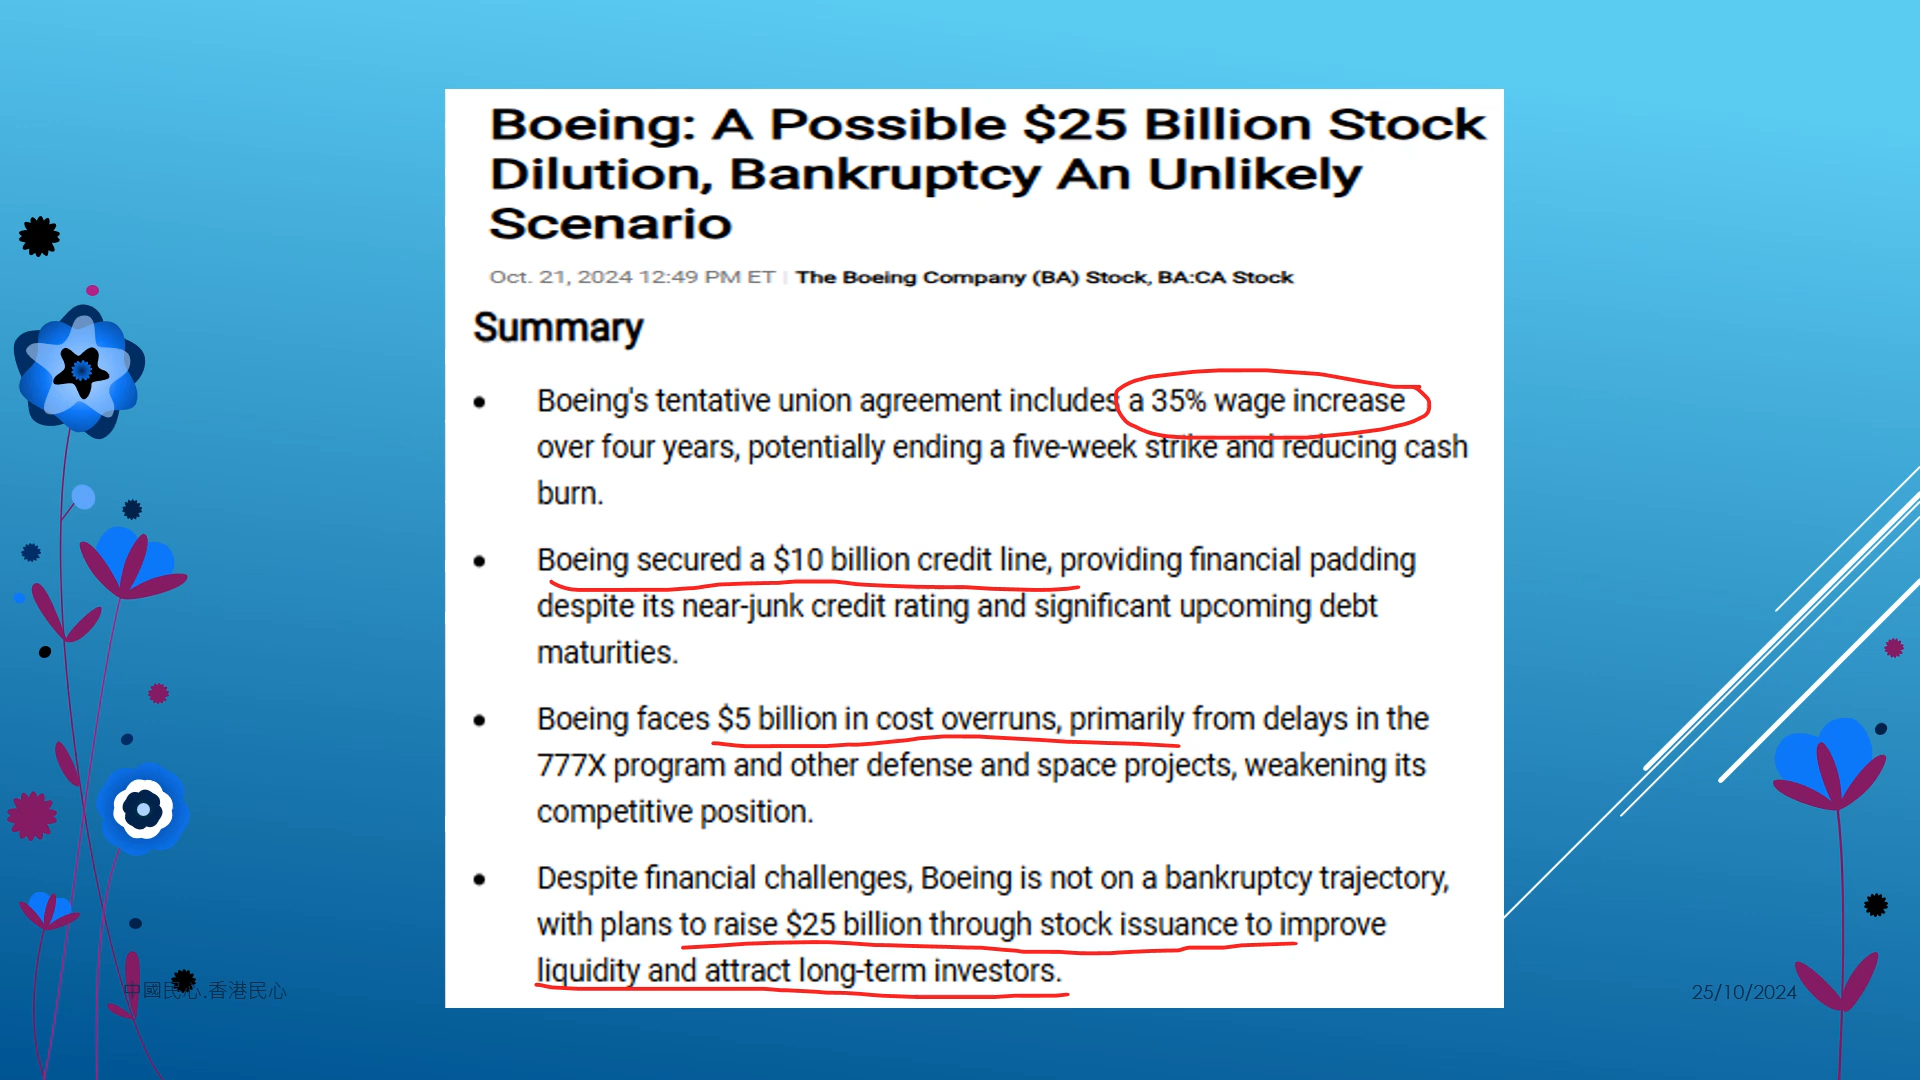 Boeing: A Possible $25 Billion Stock
Dilution, Bankruptcy An Unlikely
Scenario
Oct. 21, 2024 12:49 PM ET | The Boeing Company (BA) Stock, BA:CA Stock
Summary
• Boeing's tentative union agreement includes a 35% wage increase
over four years, potentially ending a five-week strike and reducing cash
burn.
• Boeing secured a $10 billion credit line, providing financial padding
despite its near-junk credit rating and significant upcoming debt
maturities.
• Boeing faces $5 billion in cost overruns, primarily from delays in the
777X program and other defense and space projects, weakening its
competitive position.
• Despite financial challenges, Boeing is not on a bankruptcy trajectory,
with plans to raise $25 billion through stock issuance to improve
liquidity and attract long-term investors.
中國民心.香港民心
25/10/2024